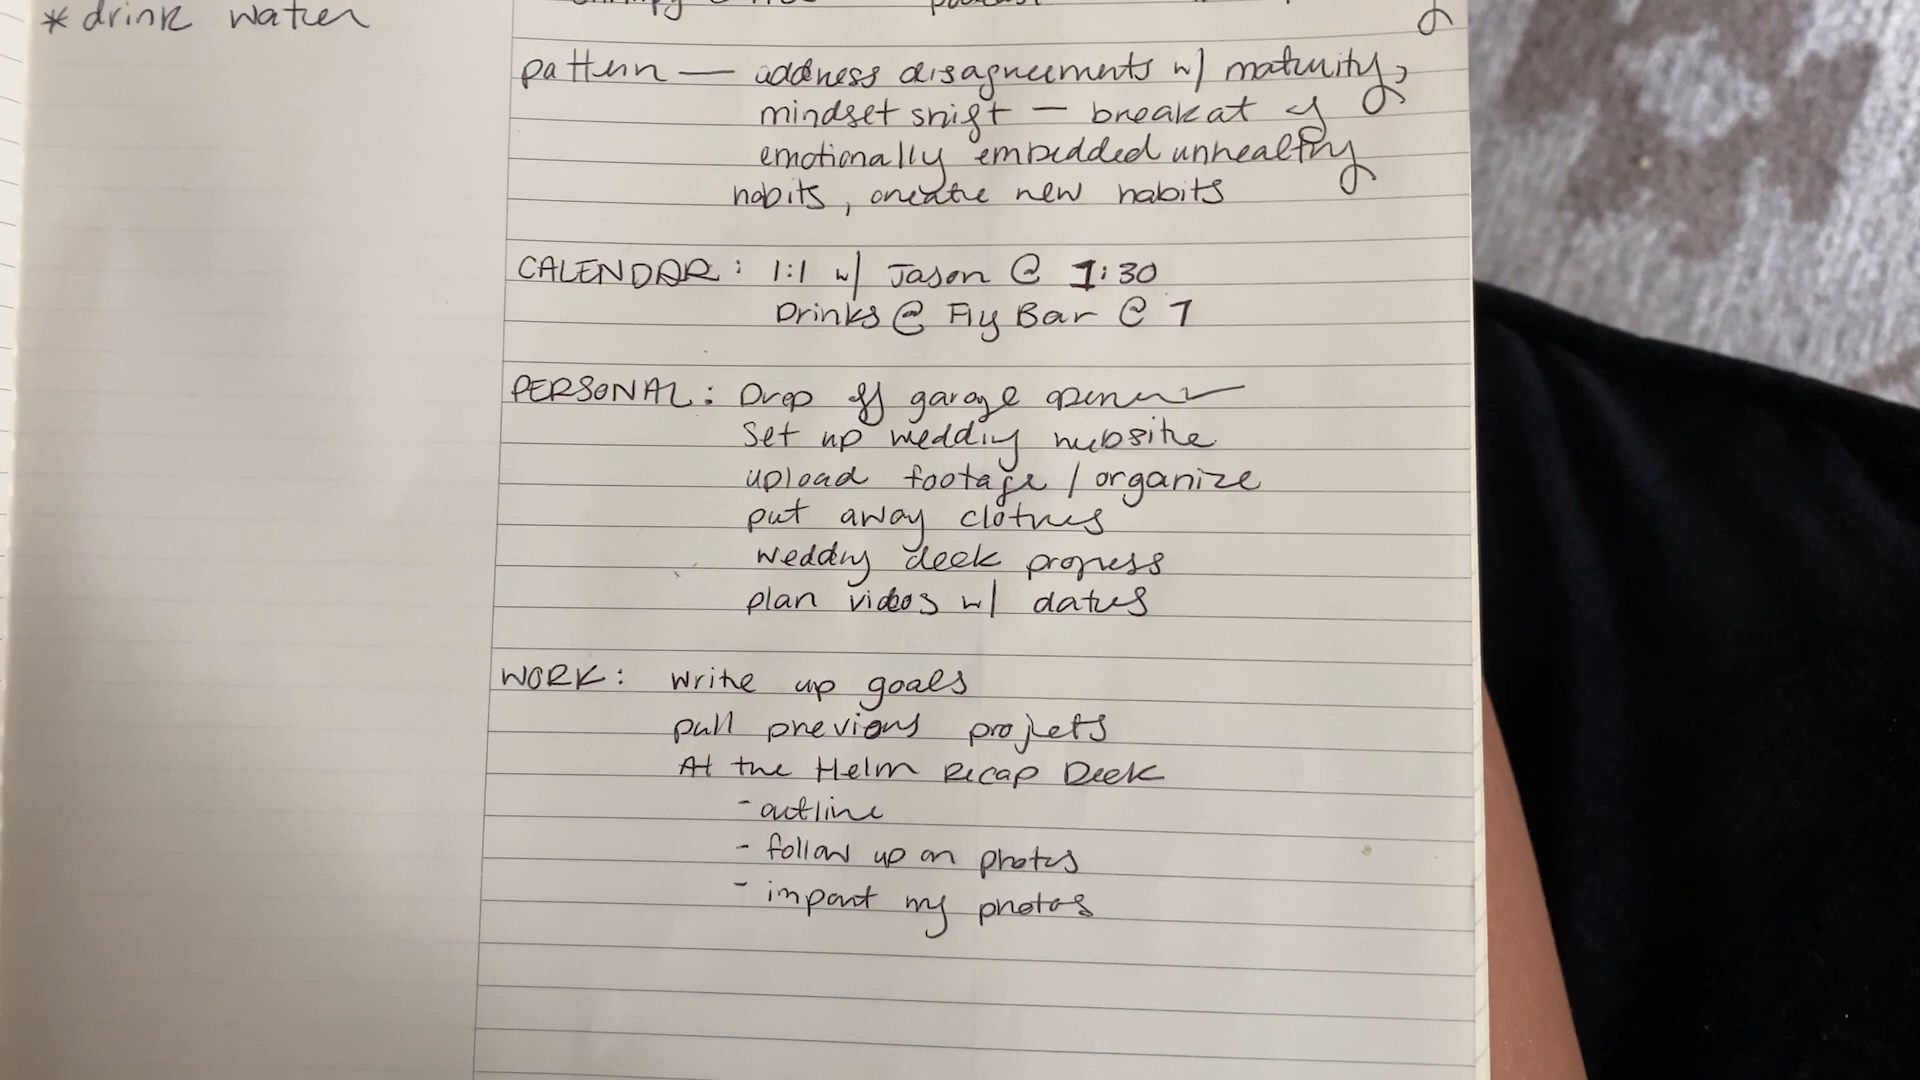 * drink water
pattern — address disagreements w/ maturity,
mindset shift — break out of
emotionally embedded unhealthy
habits, create new habits
CALENDAR: 1:1 w/ Jason @ 1:30
Drinks @ Fly Bar @ 7
PERSONAL: Drop off garage opener
Set up wedding website
upload footage / organize
put away clothes
wedding deck progress
plan videos w/ dates
WORK: write up goals
pull previous projets
At the Helm Recap Deck
- outline
- follow up on photos
- import my photos